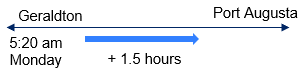 Geraldton
Port Augusta
5:20 am
Monday
+ 1.5 hours